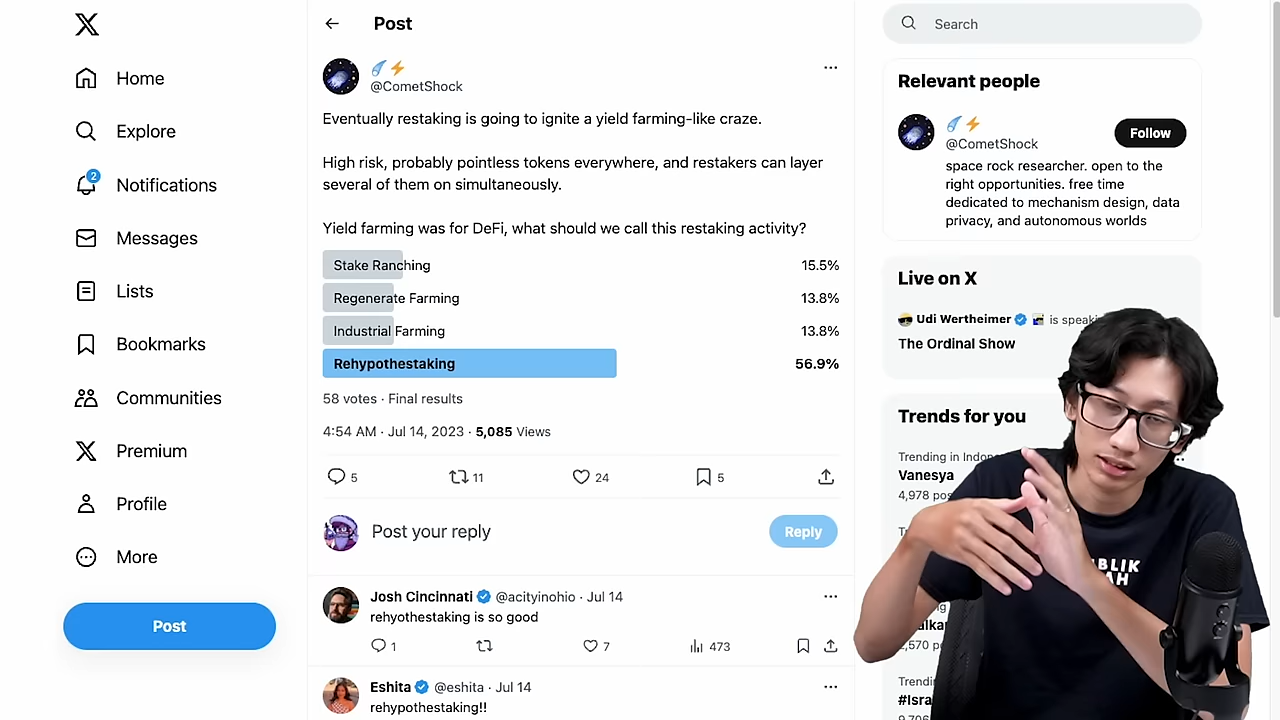 Home
Explore
2
Notifications
Messages
Lists
Bookmarks
Communities
Premium
Profile
More
Post
Post
@CometShock
Eventually restaking is going to ignite a yield farming-like craze.
High risk, probably pointless tokens everywhere, and restakers can layer
several of them on simultaneously.
Yield farming was for DeFi, what should we call this restaking activity?
Stake Ranching 15.5%
Regenerate Farming 13.8%
Industrial Farming 13.8%
Rehypothestaking 56.9%
58 votes · Final results
4:54 AM · Jul 14, 2023 · 5,085 Views
5 11 24 5
Post your reply
Reply
Josh Cincinnati @acityinohio · Jul 14
rehyothestaking is so good
1 7 473
Eshita @eshita · Jul 14
rehypothestaking!!
Search
Relevant people
@CometShock
Follow
space rock researcher. open to the
right opportunities. free time
dedicated to mechanism design, data
privacy, and autonomous worlds
Live on X
Udi Wertheimer is
The Ordinal Show
Trends for you
Trending in
Vanesya
4,978